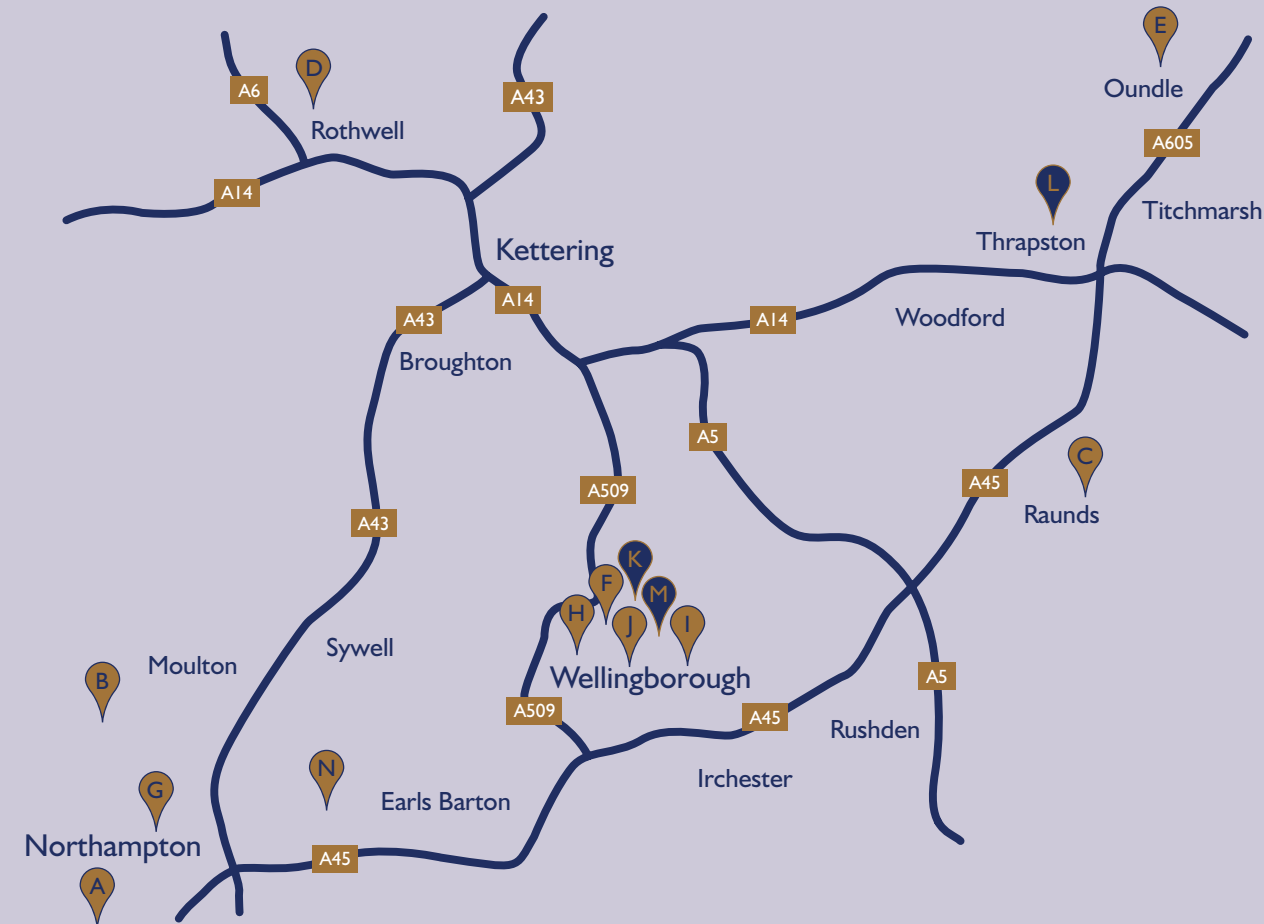 E
D
Oundle
A6
A43
Rothwell
A605
A14
L
Titchmarsh
Thrapston
Kettering
A14
A43
A14
Woodford
Broughton
A5
C
A509
A45
Raunds
A43
K
F
M
H
J
I
Sywell
Moulton
B
Wellingborough
A5
A509
A45
Rushden
N
Irchester
G
Earls Barton
Northampton
A45
A